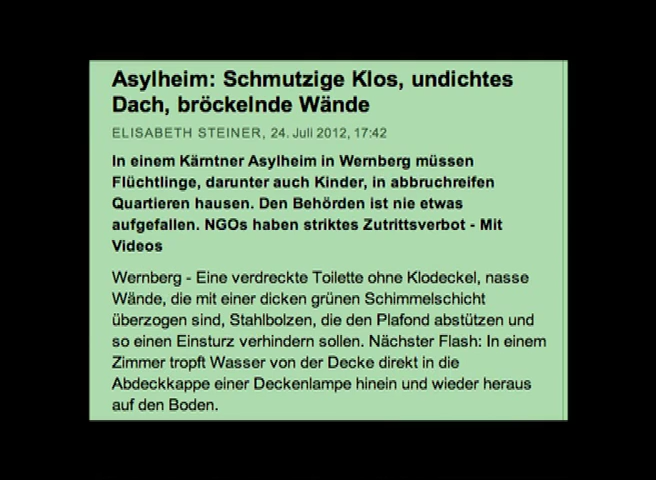 Asylheim: Schmutzige Klos, undichtes
Dach, bröckelnde Wände
ELISABETH STEINER, 24. Juli 2012, 17:42
In einem Kärntner Asylheim in Wernberg müssen
Flüchtlinge, darunter auch Kinder, in abbruchreifen
Quartieren hausen. Den Behörden ist nie etwas
aufgefallen. NGOs haben striktes Zutrittsverbot - Mit
Videos
Wernberg - Eine verdreckte Toilette ohne Klodeckel, nasse
Wände, die mit einer dicken grünen Schimmelschicht
überzogen sind, Stahlbolzen, die den Plafond abstützen und
so einen Einsturz verhindern sollen. Nächster Flash: In einem
Zimmer tropft Wasser von der Decke direkt in die
Abdeckkappe einer Deckenlampe hinein und wieder heraus
auf den Boden.